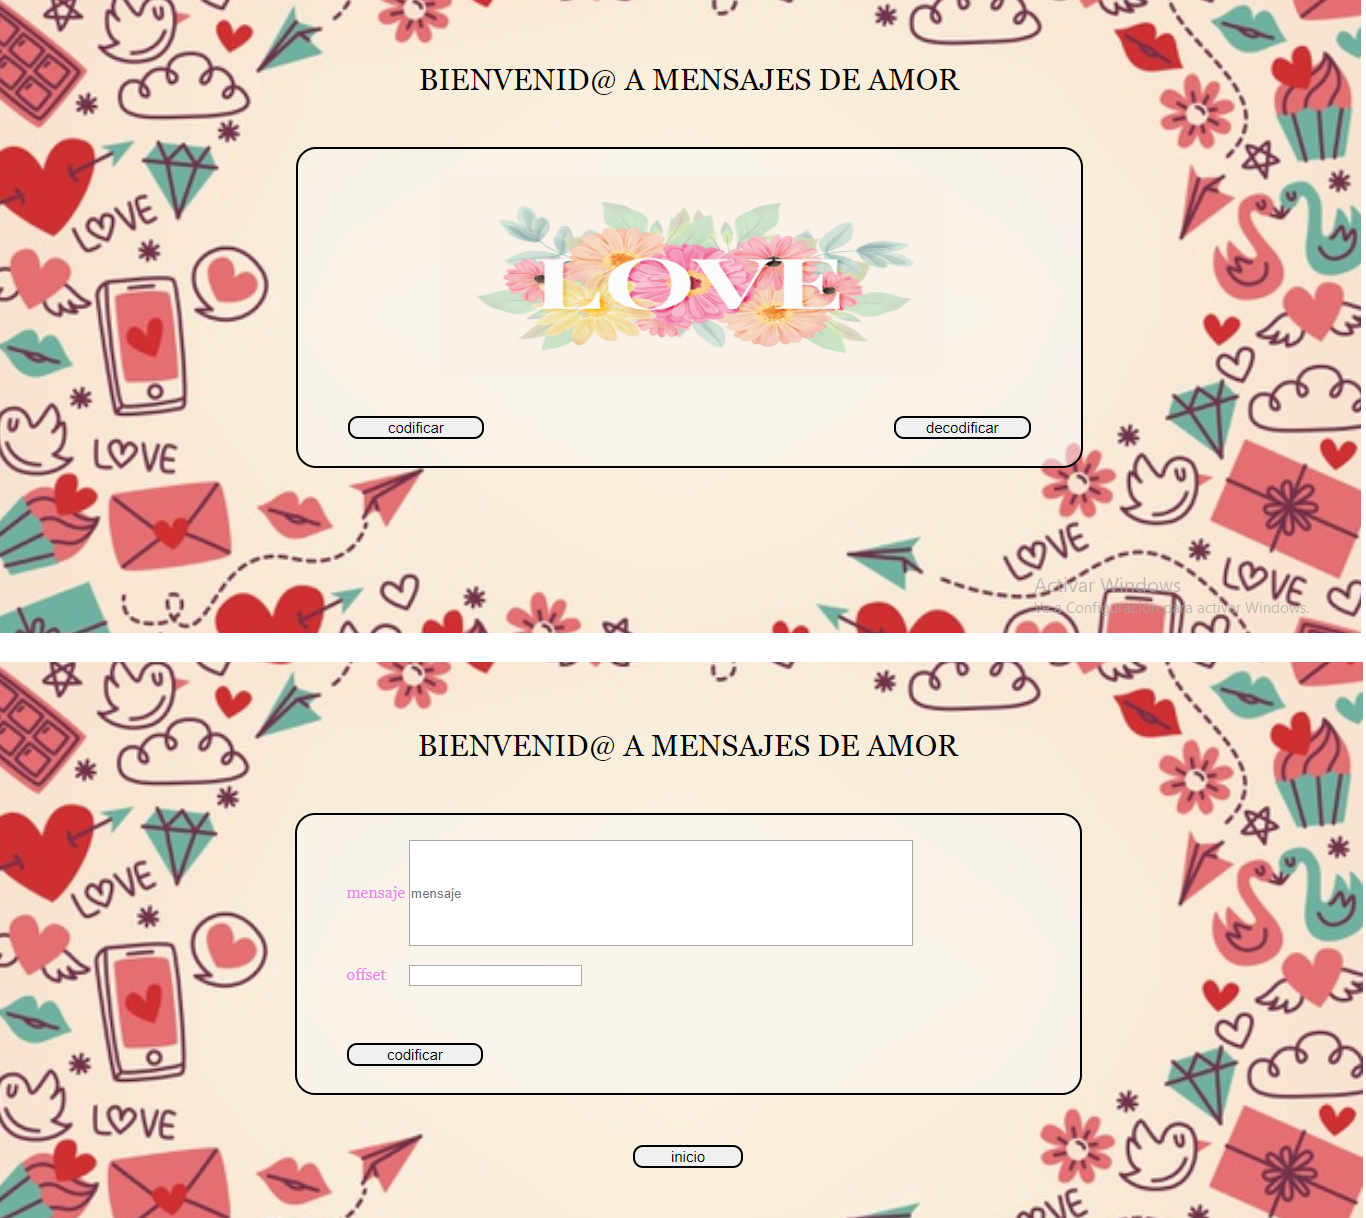 BIENVENID@ A MENSAJES DE AMOR
LOVE
LOVE
codificar
decodificar
LOVE
LOVE
LOVE
Activar Windows
Ve a Configuración para activar Windows.
BIENVENID@ A MENSAJES DE AMOR
mensaje mensaje
LOVE
offset
codificar
LOVE
inicio
LOVE